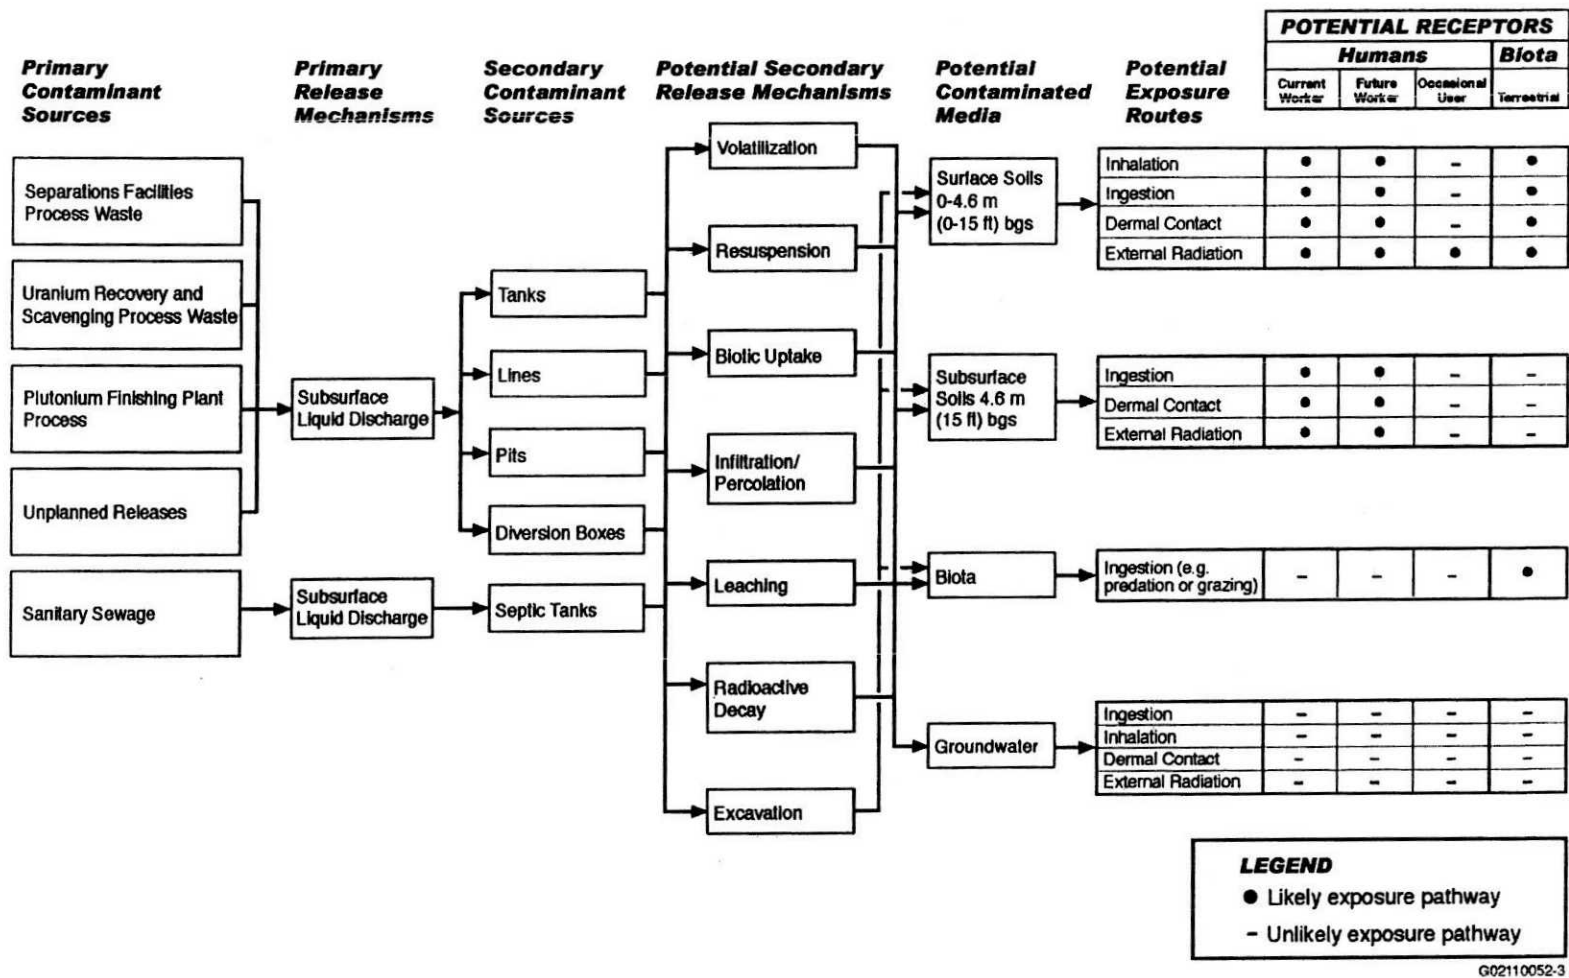 POTENTIAL RECEPTORS
Humans Biota
Current Worker Future Worker Occasional User Terrestrial
Primary Contaminant Sources
Primary Release Mechanisms
Secondary Contaminant Sources
Potential Secondary Release Mechanisms
Potential Contaminated Media
Potential Exposure Routes
Separations Facilities
Process Waste
Uranium Recovery and
Scavenging Process Waste
Plutonium Finishing Plant
Process
Unplanned Releases
Sanitary Sewage
Subsurface
Liquid Discharge
Subsurface
Liquid Discharge
Tanks
Lines
Pits
Diversion Boxes
Septic Tanks
Volatilization
Resuspension
Biotic Uptake
Infiltration/
Percolation
Leaching
Radioactive
Decay
Excavation
Surface Soils
0-4.6 m
(0-15 ft) bgs
Subsurface
Soils 4.6 m
(15 ft) bgs
Biota
Groundwater
Inhalation ● ● – ●
Ingestion ● ● – ●
Dermal Contact ● ● – ●
External Radiation ● ● ● ●
Ingestion ● ● – –
Dermal Contact ● ● – –
External Radiation ● ● – –
Ingestion (e.g.
predation or grazing) – – – ●
Ingestion – – – –
Inhalation – – – –
Dermal Contact – – – –
External Radiation – – – –
LEGEND
● Likely exposure pathway
– Unlikely exposure pathway
G02110052-3